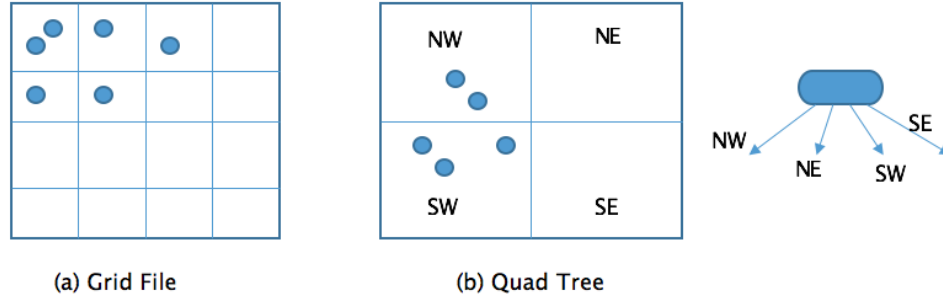 NW NE
SW SE
NW NE SW SE
(a) Grid File
(b) Quad Tree